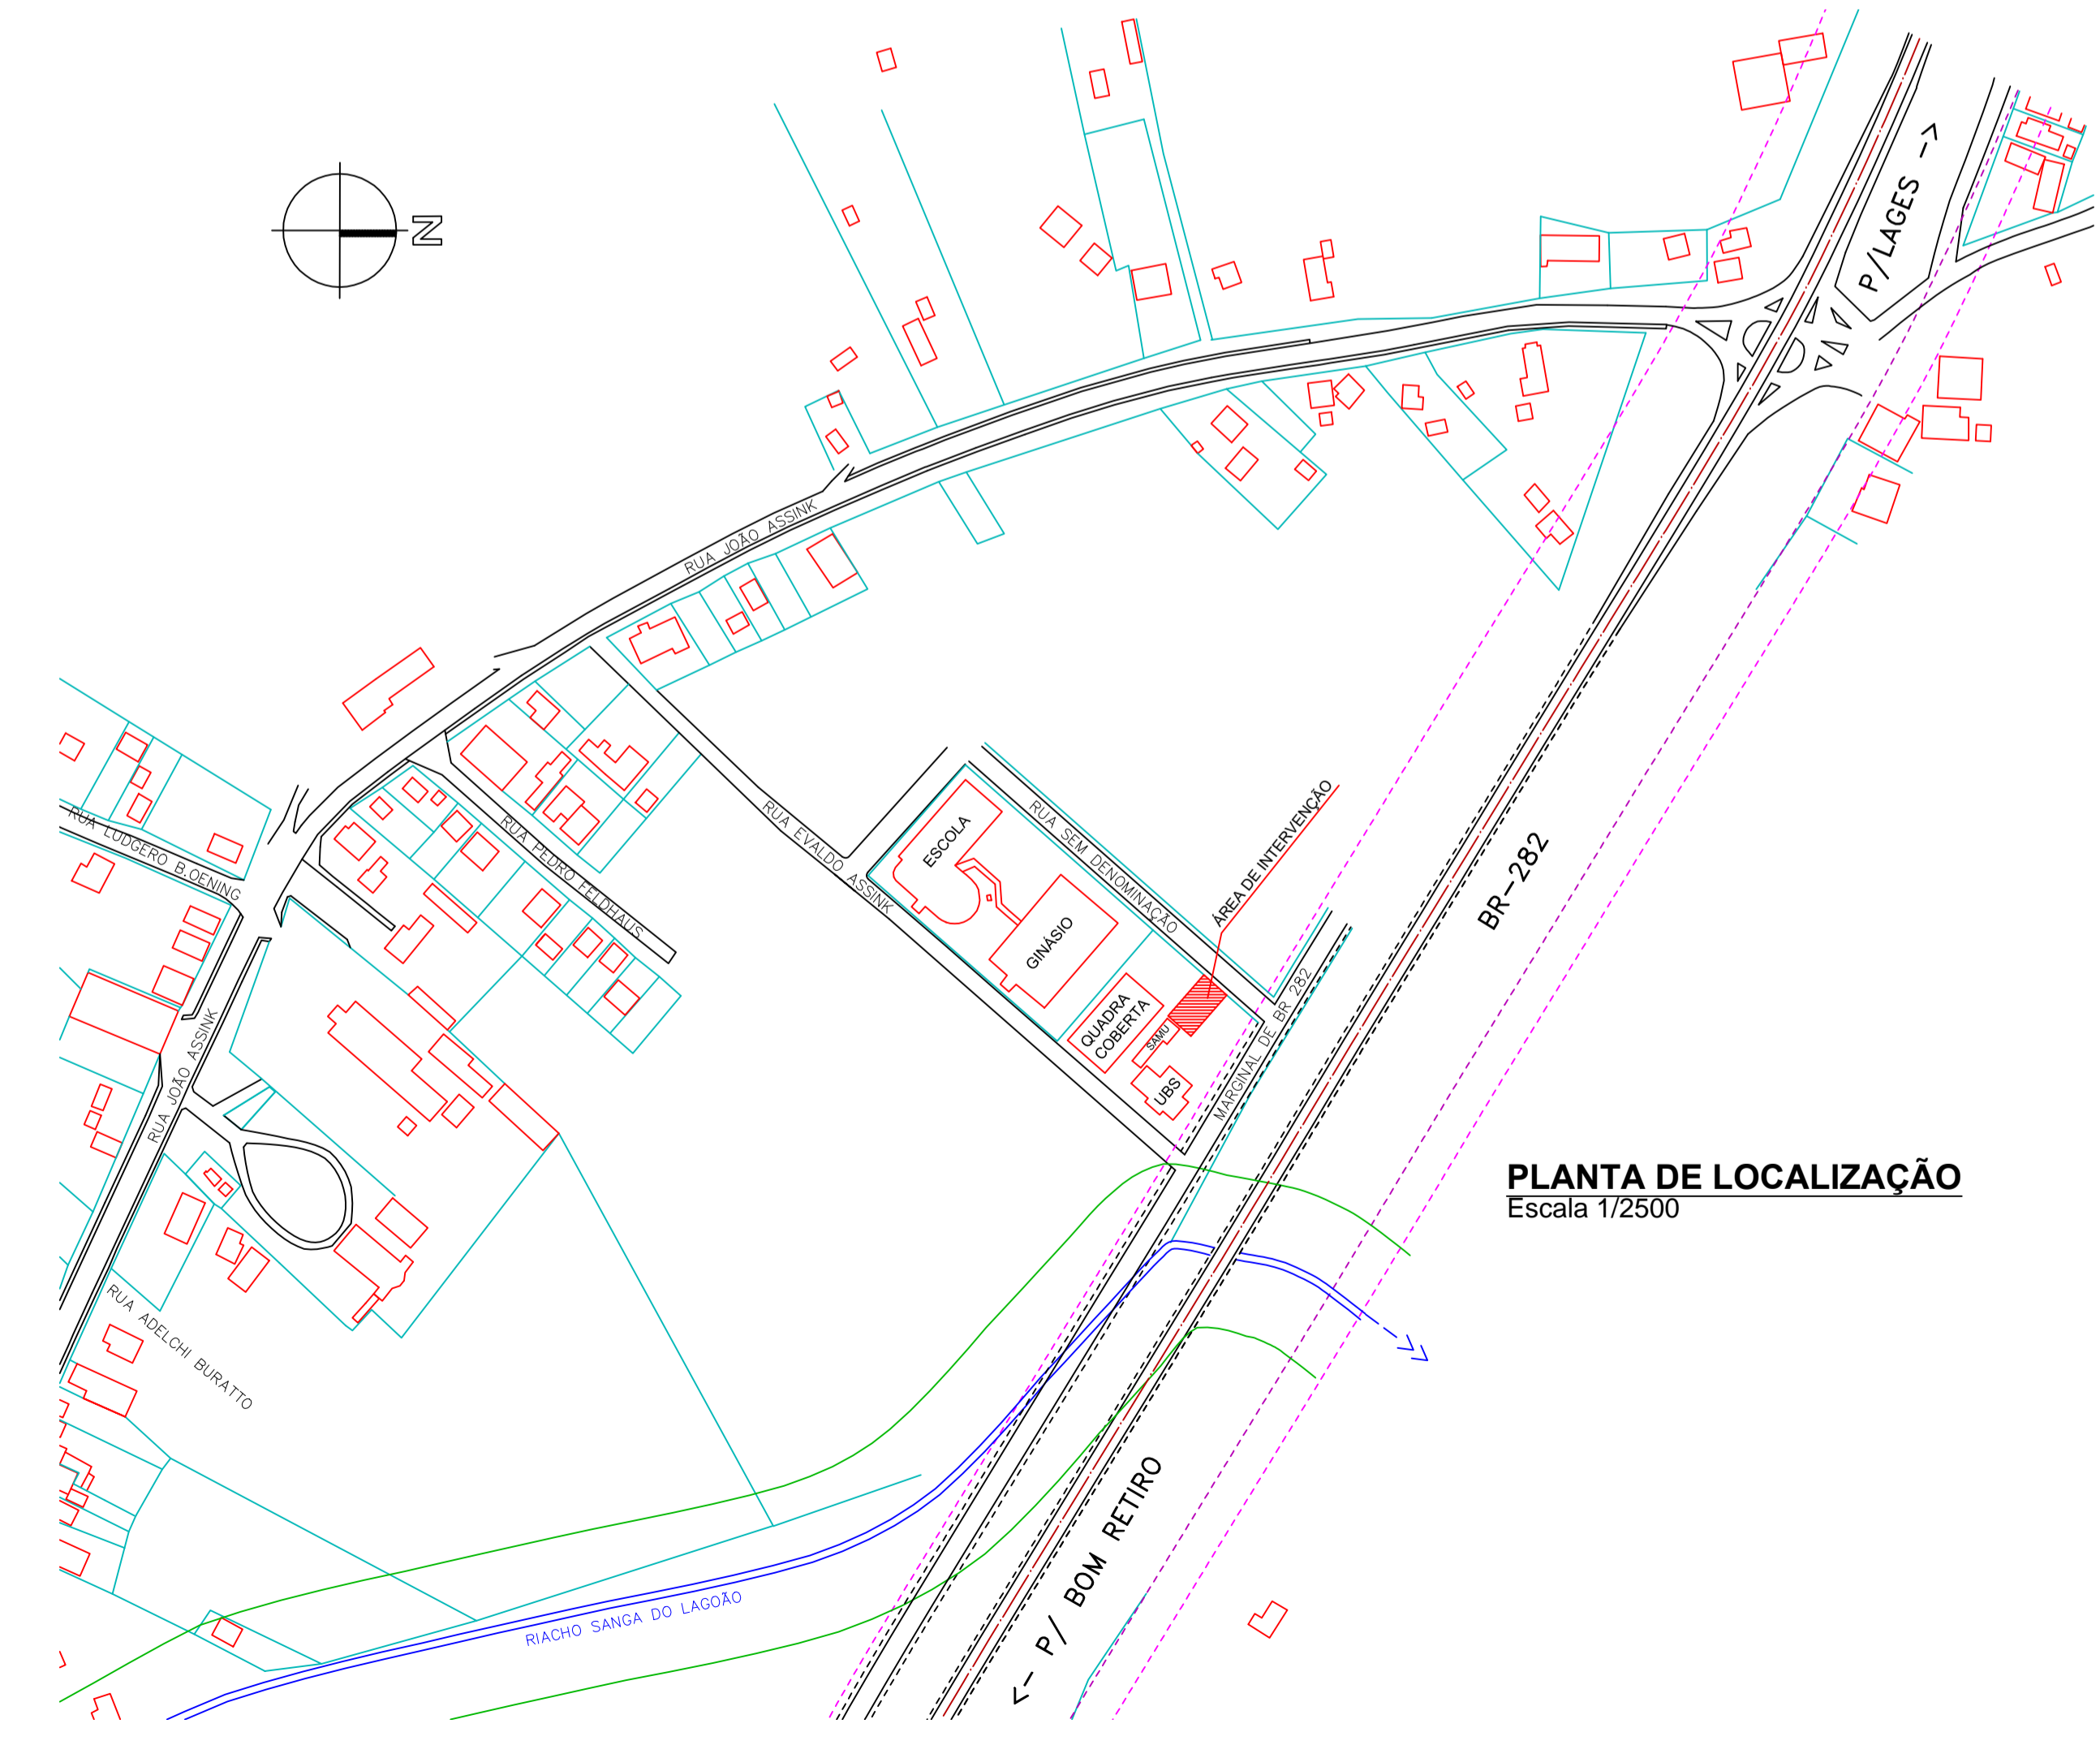 N
P/LAGES ->
RUA JOÃO ASSINK
RUA LUDGERO B.OENING
RUA PEDRO FELDHAUS
RUA EVALDO ASSINK
ESCOLA
RUA SEM DENOMINAÇÃO
ÁREA DE INTERVENÇÃO
BR-282
GINÁSIO
QUADRA
COBERTA
SAMU
UBS
MARGINAL DE BR 282
RUA JOÃO ASSINK
PLANTA DE LOCALIZAÇÃO
Escala 1/2500
RUA ADELCHI BURATTO
<- P/ BOM RETIRO
RIACHO SANGA DO LAGOÃO